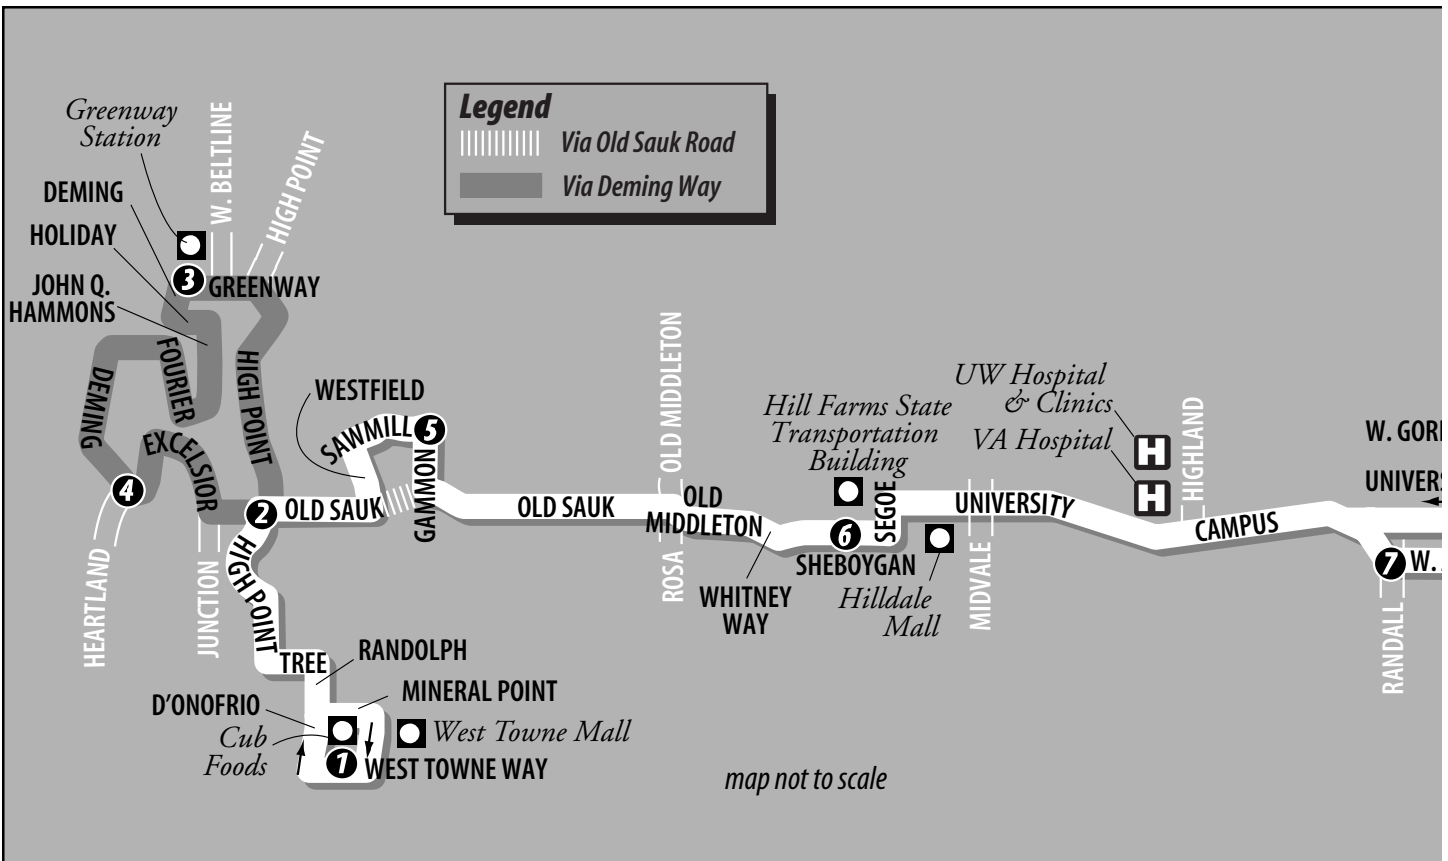 Legend
Via Old Sauk Road
Via Deming Way
Greenway
Station
W. BELTLINE
HIGH POINT
DEMING
HOLIDAY
JOHN Q.
HAMMONS
3
GREENWAY
FOURIER
DEMING
HIGH POINT
EXCELSIOR
4
2
HEARTLAND
JUNCTION
WESTFIELD
SAWMILL
5
OLD SAUK
GAMMON
OLD SAUK
HIGH POINT
TREE
RANDOLPH
MINERAL POINT
D'ONOFRIO
Cub
Foods
West Towne Mall
1
WEST TOWNE WAY
OLD MIDDLETON
ROSA
OLD
MIDDLETON
WHITNEY
WAY
Hill Farms State
Transportation
Building
6
SEGOE
SHEBOYGAN
Hilldale
Mall
UNIVERSITY
MIDVALE
UW Hospital
& Clinics
VA Hospital
H
H
HIGHLAND
CAMPUS
W. GOR
UNIVERS
7
W.
RANDALL
map not to scale